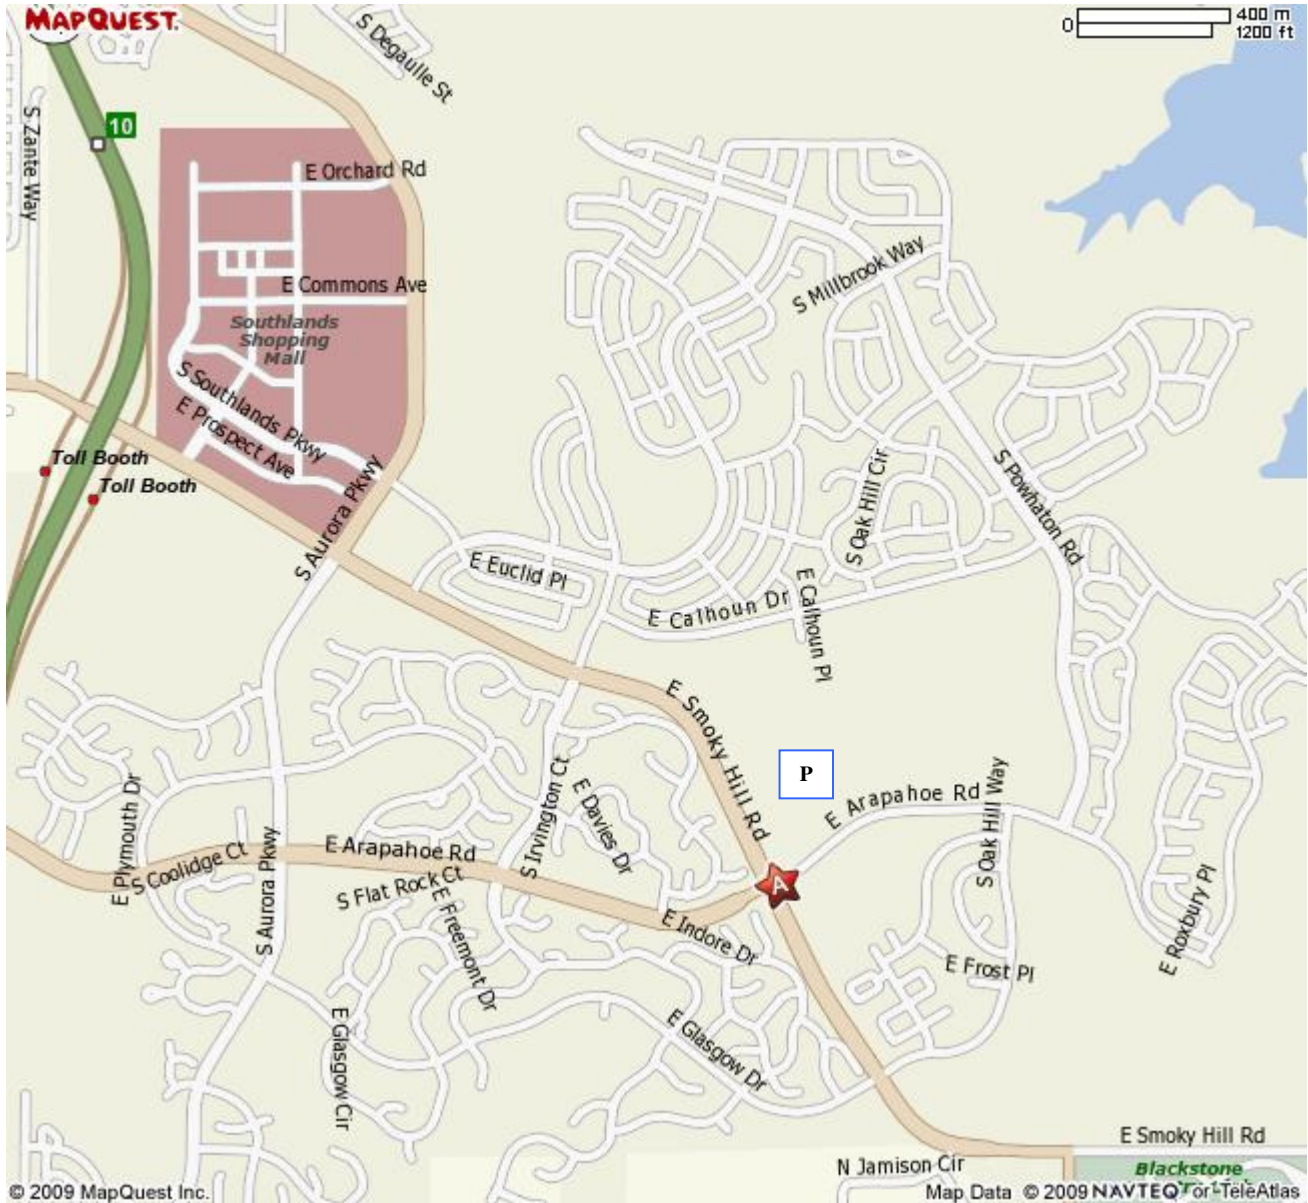 MAPQUEST.
0
400 m
1200 ft
S Degaulle St
S Zante Way
10
E Orchard Rd
E Commons Ave
Southlands
Shopping
Mall
S Millbrook Way
S Southlands Pkwy
E Prospect Ave
Toll Booth
Toll Booth
S Aurora Pkwy
S Oak Hill Cir
S Powhaton Rd
E Euclid Pl
E Calhoun Dr
E Calhoun Pl
E Smoky Hill Rd
P
E Arapahoe Rd
S Oak Hill Way
E Plymouth Dr
S Coolidge Ct
S Aurora Pkwy
E Arapahoe Rd
S Irvington Ct
E Davies Dr
A
S Flat Rock Ct
E Freemont Dr
E Indore Dr
E Frost Pl
E Roxbury Pl
E Glasgow Cir
E Glasgow Dr
E Smoky Hill Rd
N Jamison Cir
Blackstone
© 2009 MapQuest Inc.
Map Data © 2009 NAVTEQ or TeleAtlas